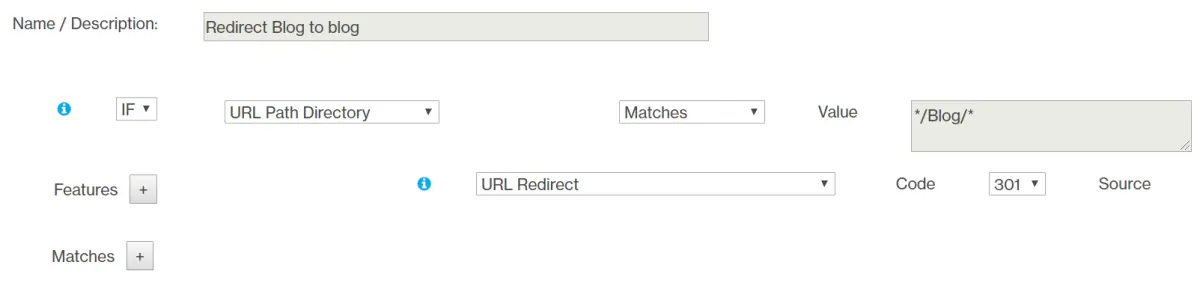 Name / Description: Redirect Blog to blog
IF URL Path Directory Matches Value */Blog/*
Features + URL Redirect Code 301 Source
Matches +